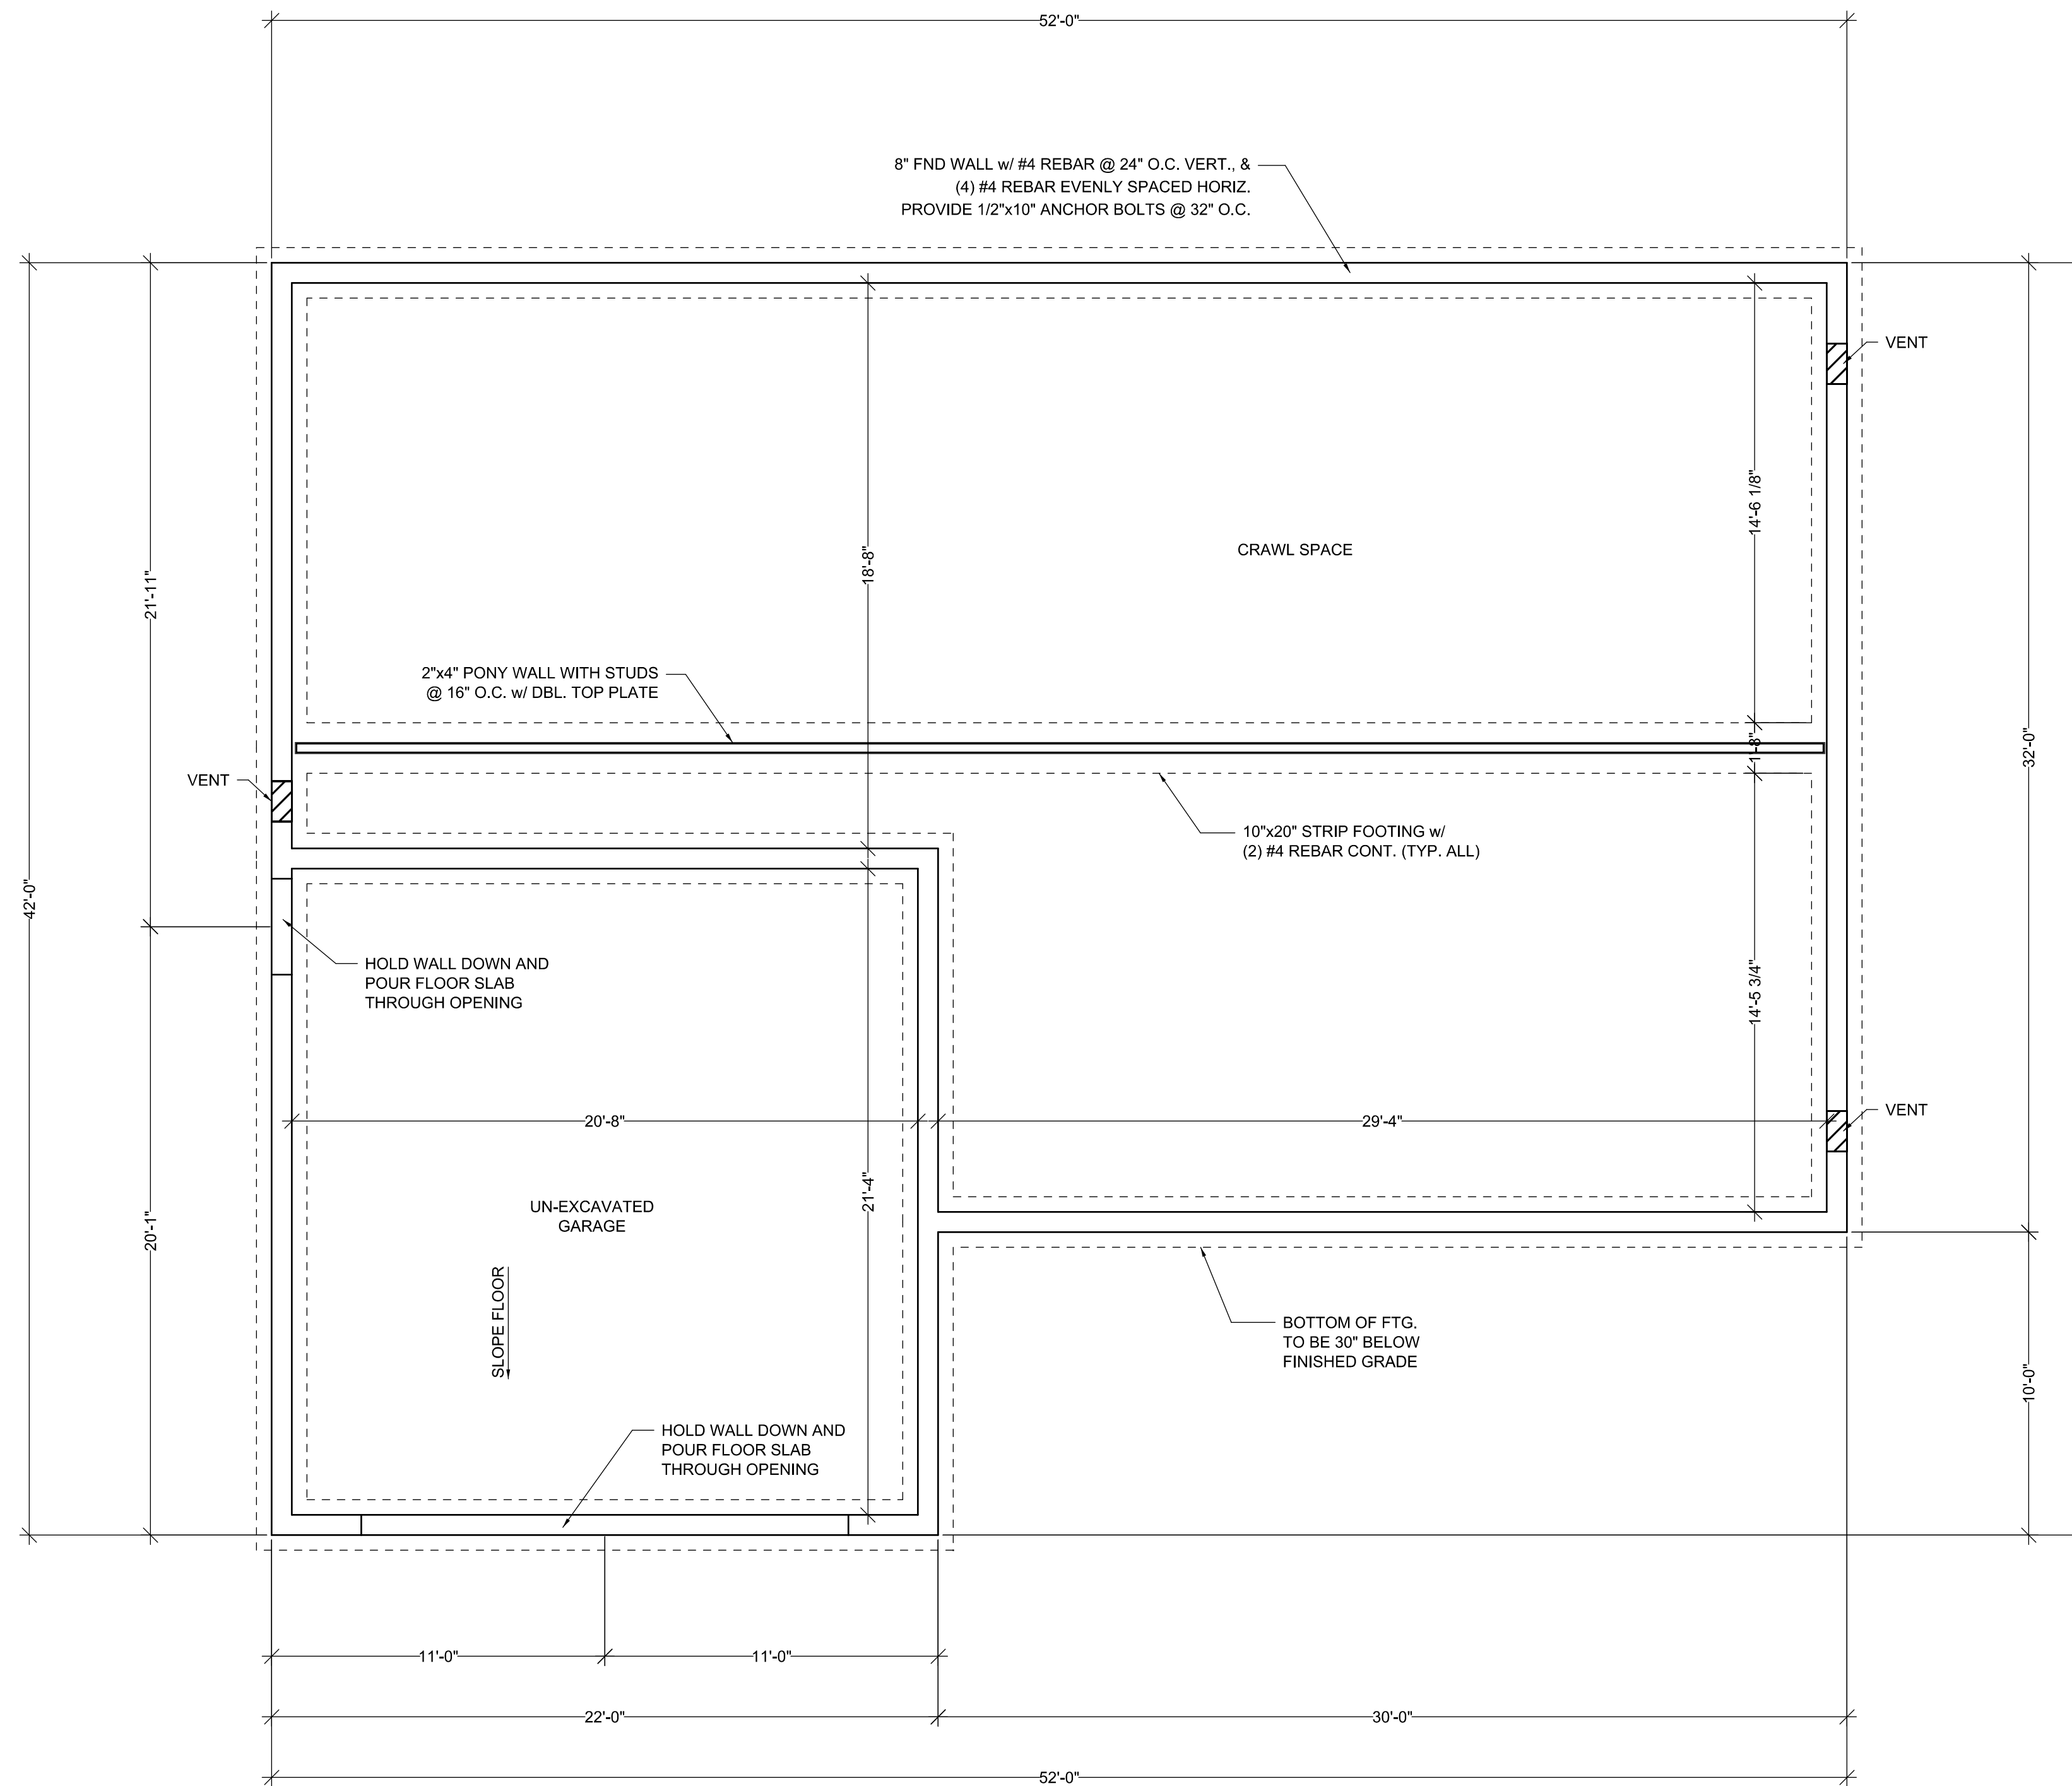 52'-0"
8" FND WALL w/ #4 REBAR @ 24" O.C. VERT., &
(4) #4 REBAR EVENLY SPACED HORIZ.
PROVIDE 1/2"x10" ANCHOR BOLTS @ 32" O.C.
VENT
14'-6 1/8"
CRAWL SPACE
18'-8"
21'-11"
2"x4" PONY WALL WITH STUDS
@ 16" O.C. w/ DBL. TOP PLATE
1'-8"
32'-0"
VENT
10"x20" STRIP FOOTING w/
(2) #4 REBAR CONT. (TYP. ALL)
42'-0"
HOLD WALL DOWN AND
POUR FLOOR SLAB
THROUGH OPENING
14'-5 3/4"
VENT
20'-8"
29'-4"
21'-4"
UN-EXCAVATED
GARAGE
20'-1"
SLOPE FLOOR
BOTTOM OF FTG.
TO BE 30" BELOW
FINISHED GRADE
10'-0"
HOLD WALL DOWN AND
POUR FLOOR SLAB
THROUGH OPENING
11'-0"
11'-0"
22'-0"
30'-0"
52'-0"